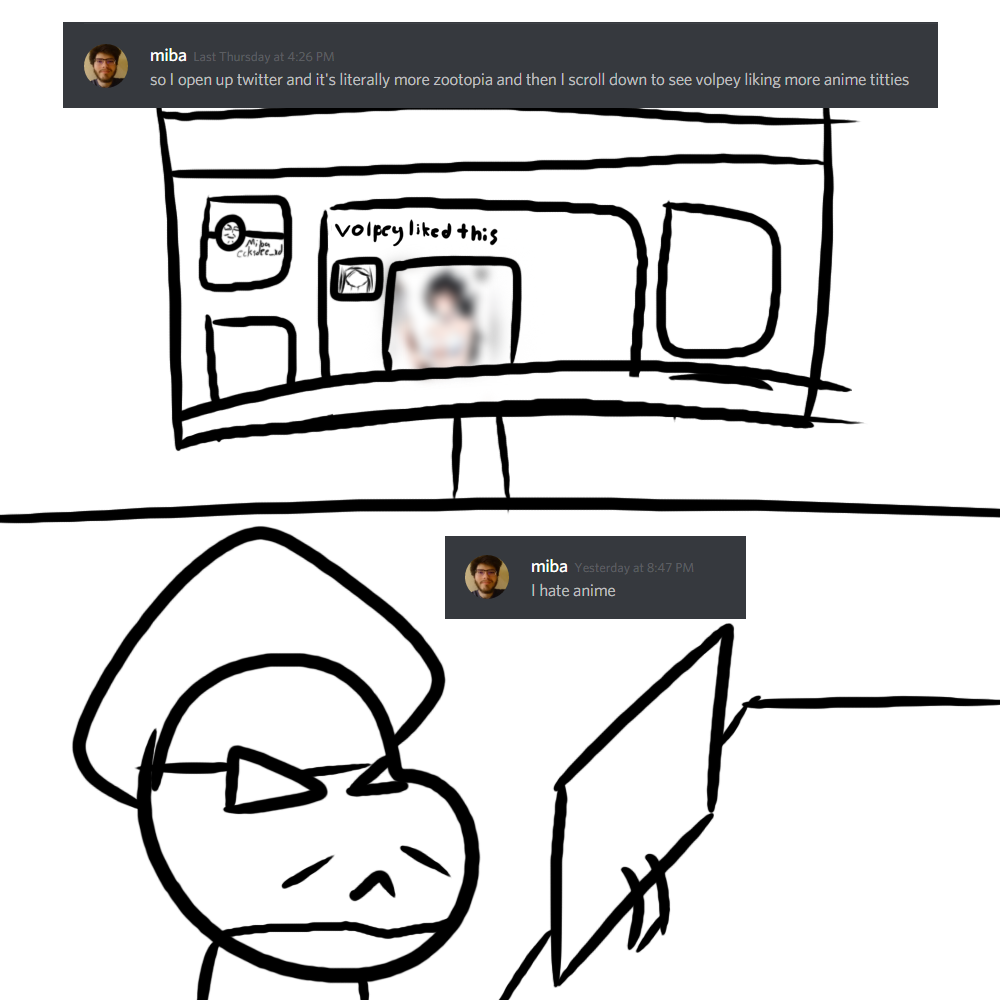 miba Last Thursday at 4:26 PM
so I open up twitter and it's literally more zootopia and then I scroll down to see volpey liking more anime titties
volpey liked this
Miba
miba Yesterday at 8:47 PM
I hate anime